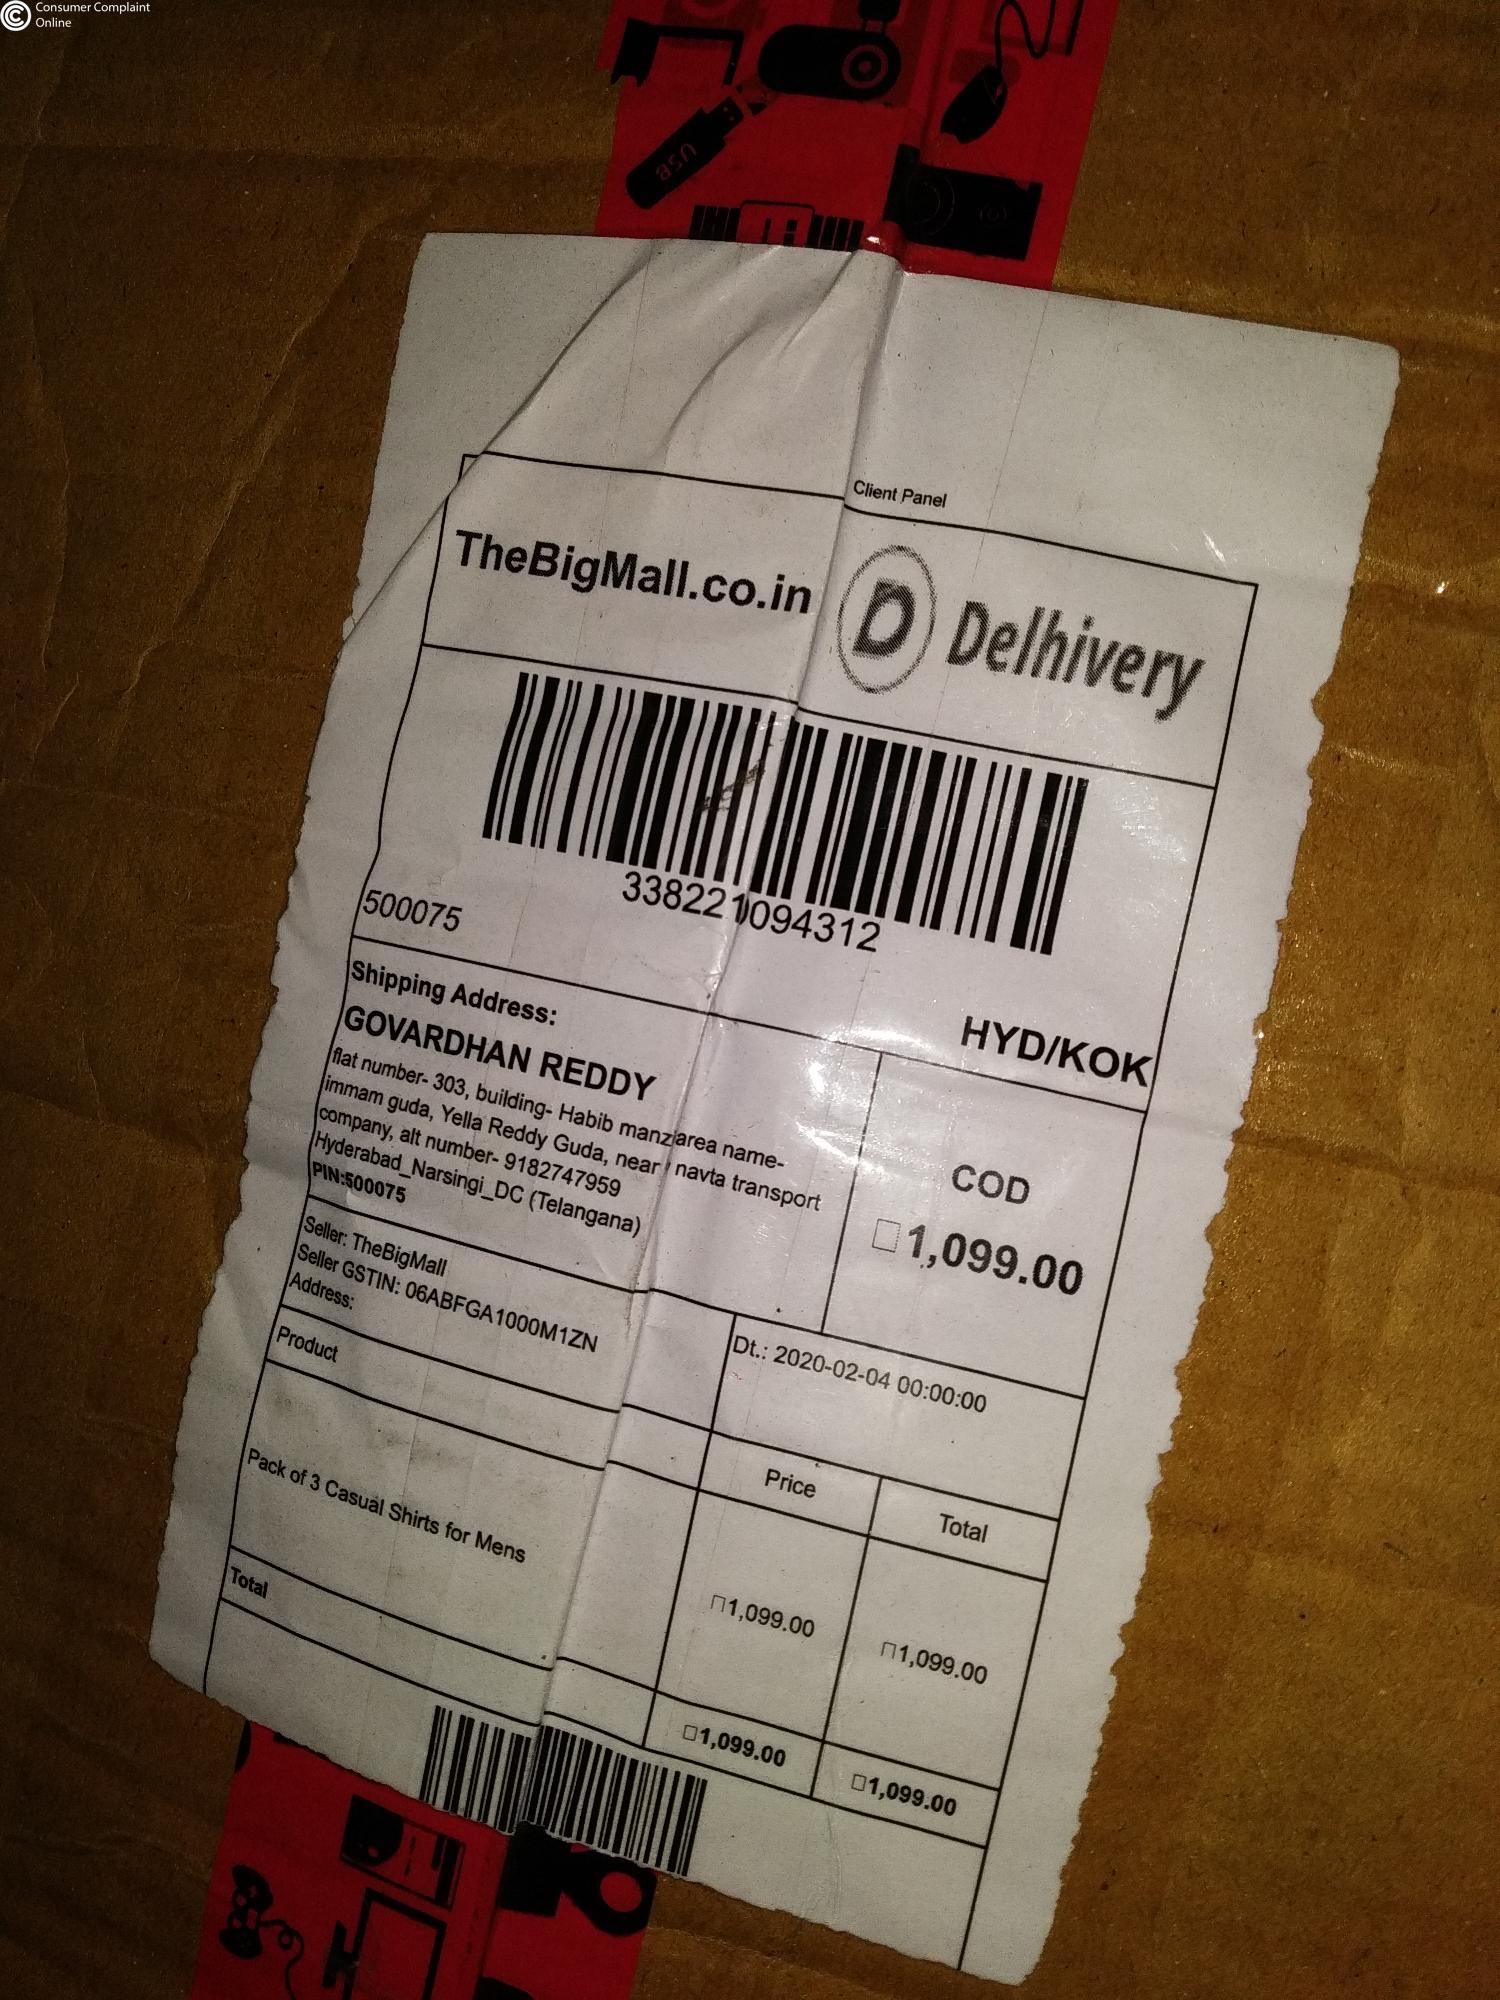 Consumer Complaint
Online
USB
Client Panel
TheBigMall.co.in
D Delhivery
338221094312
500075
HYD/KOK
Shipping Address:
GOVARDHAN REDDY
flat number- 303, building- Habib manz area name-
immam guda, Yella Reddy Guda, near navta transport
company, alt number- 9182747959
Hyderabad_Narsingi_DC (Telangana)
PIN:500075
COD
□1,099.00
Seller: TheBigMall
Seller GSTIN: 06ABFGA1000M1ZN
Address:
Dt.: 2020-02-04 00:00:00
Product
Price
Total
Pack of 3 Casual Shirts for Mens
□1,099.00
□1,099.00
Total
□1,099.00
□1,099.00